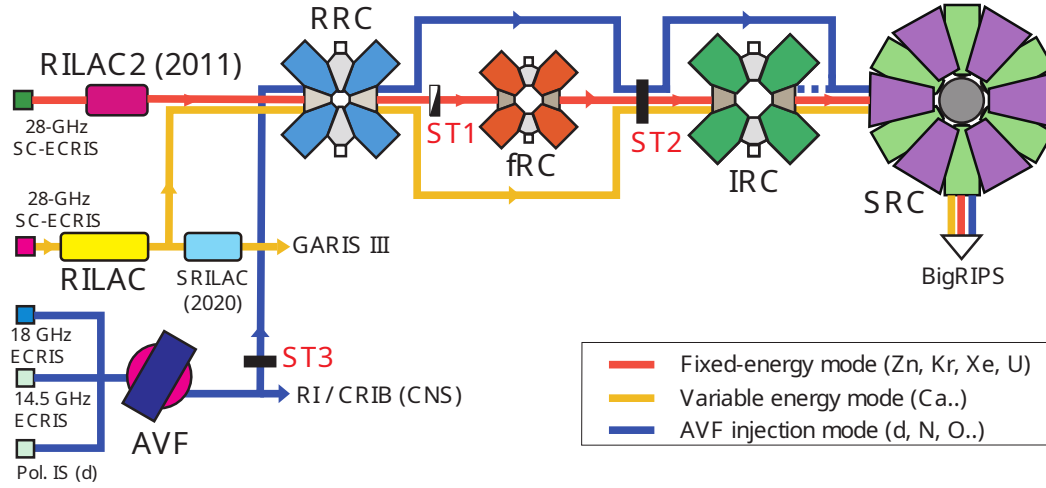 RRC
RILAC2 (2011)
28-GHz
SC-ECRIS
ST1
fRC
ST2
IRC
SRC
28-GHz
SC-ECRIS
RILAC
SRILAC
(2020)
GARIS III
BigRIPS
18 GHz
ECRIS
ST3
14.5 GHz
ECRIS
RI / CRIB (CNS)
AVF
Pol. IS (d)
Fixed-energy mode (Zn, Kr, Xe, U)
Variable energy mode (Ca..)
AVF injection mode (d, N, O..)